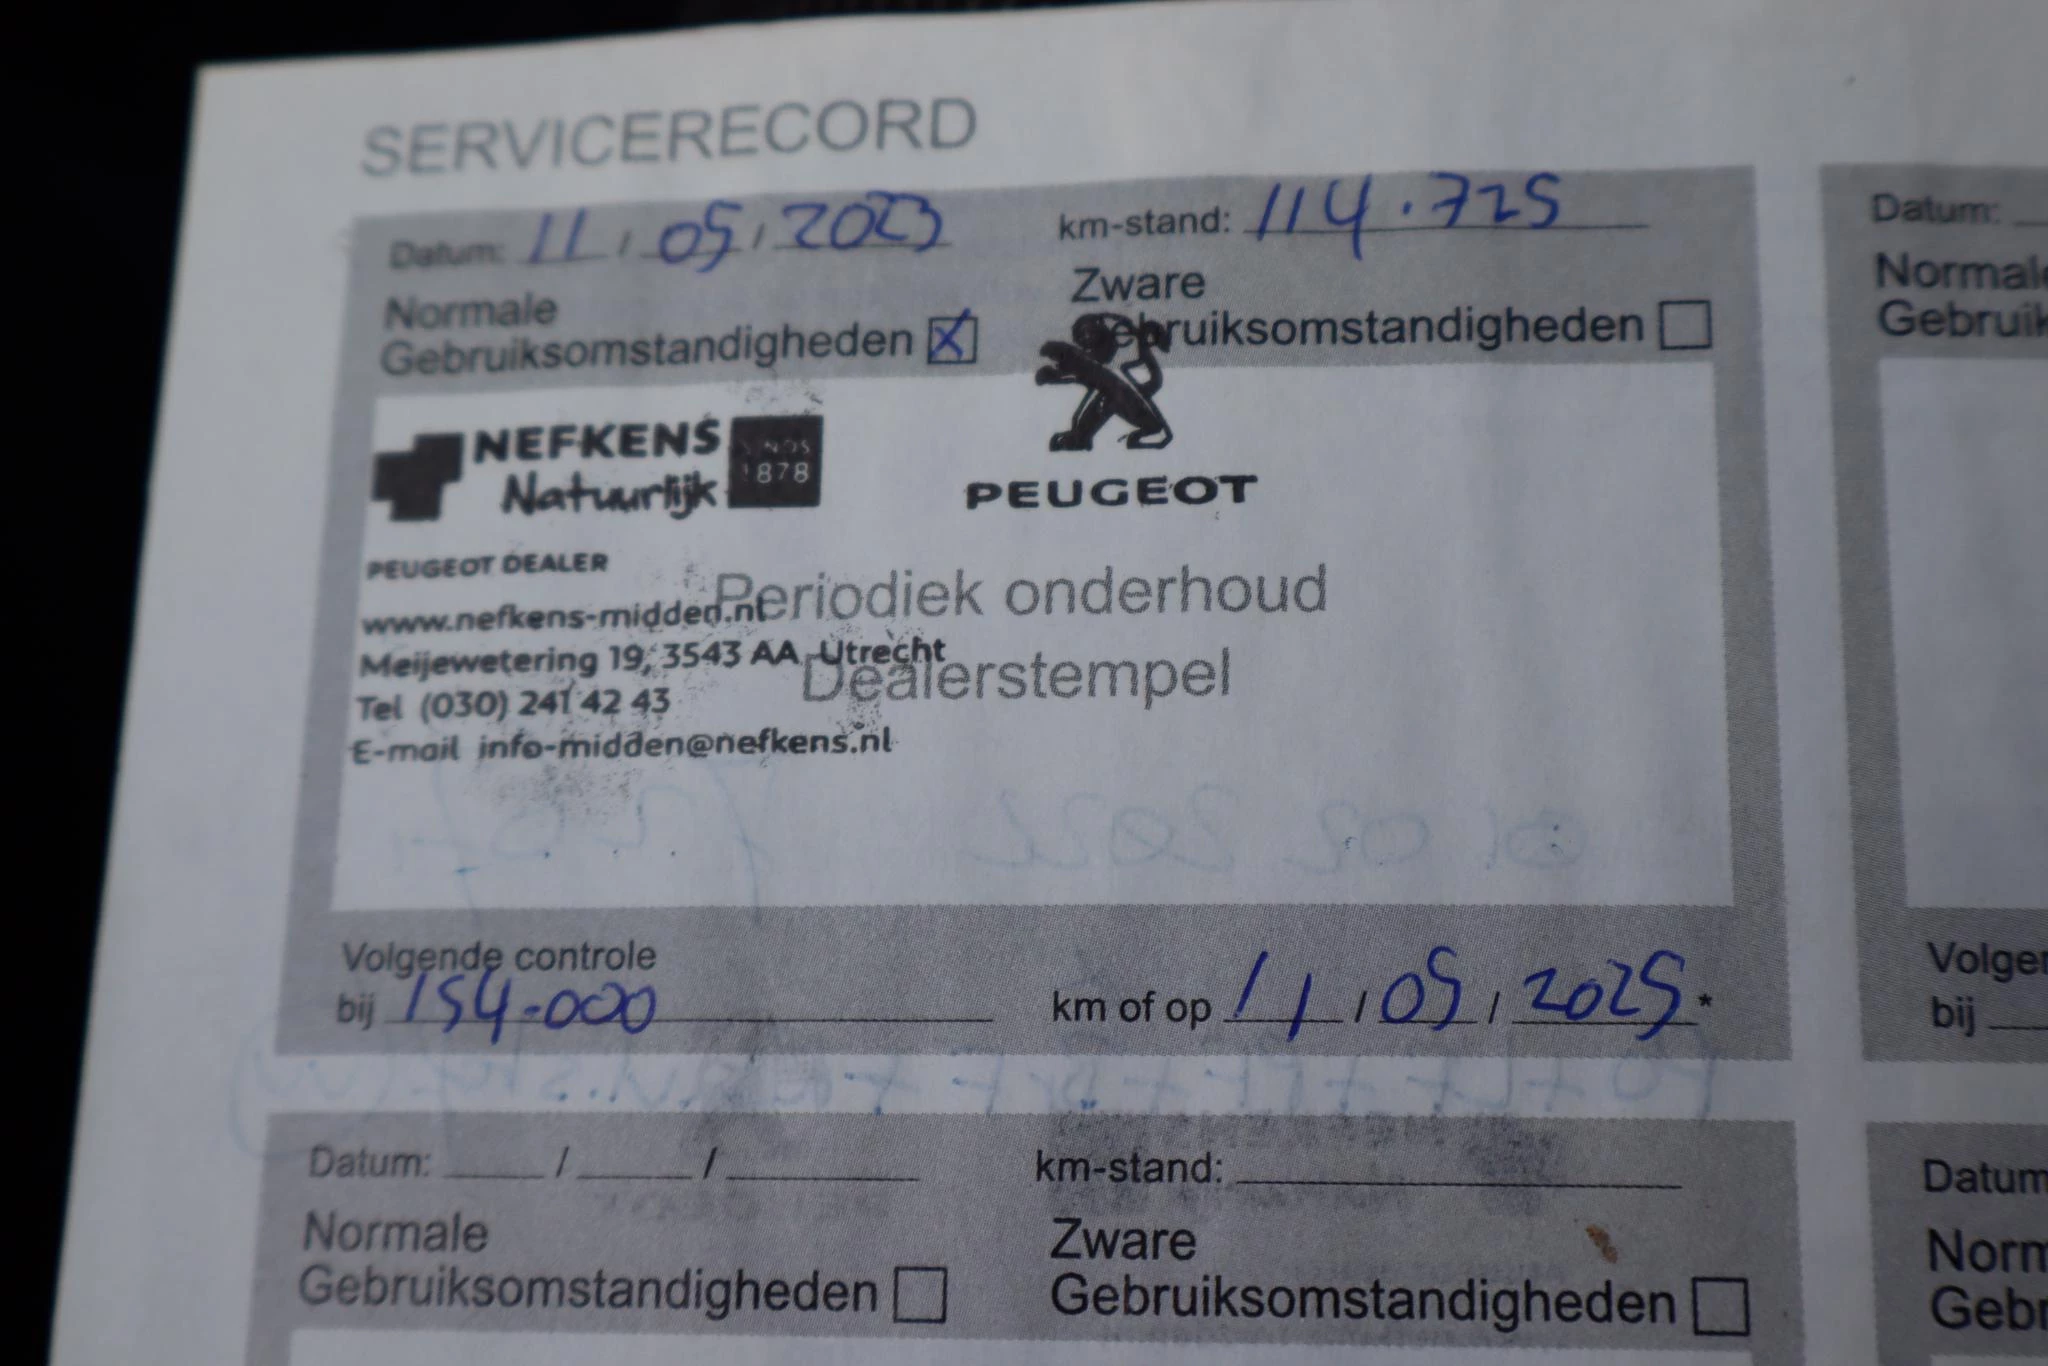 SERVICERECORD
Datum: 11 / 05 / 2023 km-stand: 114.725
Normale
Gebruiksomstandigheden
Zware
Gebruiksomstandigheden
NEFKENS
Natuurlijk
SINDS
1878
PEUGEOT
PEUGEOT DEALER
www.nefkens-midden.nl
Meijewetering 19, 3543 AA Utrecht
Tel (030) 241 42 43
E-mail info-midden@nefkens.nl
Periodiek onderhoud
Dealerstempel
Volgende controle
bij 154.000 km of op 11 / 05 / 2025 *
Datum: / / km-stand:
Normale
Gebruiksomstandigheden
Zware
Gebruiksomstandigheden
Datum:
Normale
Gebruik
Volgen
bij
Datum
Norm
Gebr